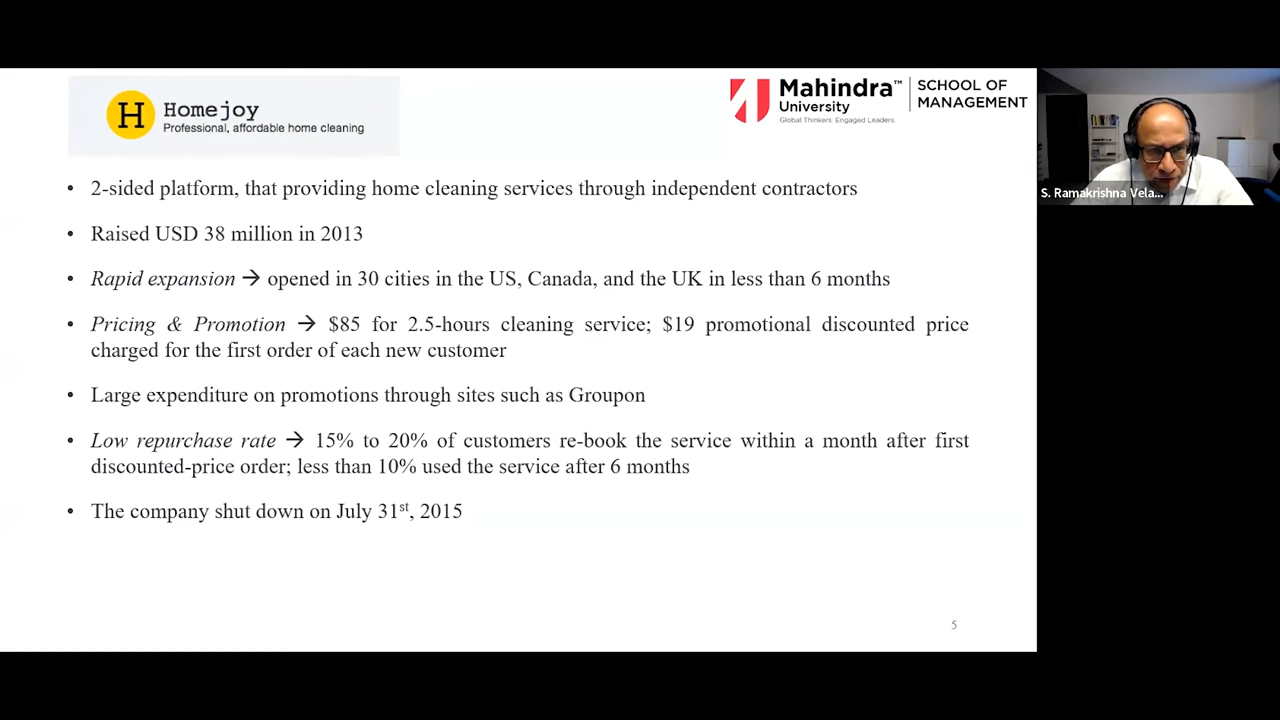 H
Homejoy
Professional, affordable home cleaning
Mahindra™
University
Global Thinkers. Engaged Leaders.
SCHOOL OF
MANAGEMENT
S. Ramakrishna Vela...
• 2-sided platform, that providing home cleaning services through independent contractors
• Raised USD 38 million in 2013
• Rapid expansion → opened in 30 cities in the US, Canada, and the UK in less than 6 months
• Pricing & Promotion → $85 for 2.5-hours cleaning service; $19 promotional discounted price
charged for the first order of each new customer
• Large expenditure on promotions through sites such as Groupon
• Low repurchase rate → 15% to 20% of customers re-book the service within a month after first
discounted-price order; less than 10% used the service after 6 months
• The company shut down on July 31st, 2015
5